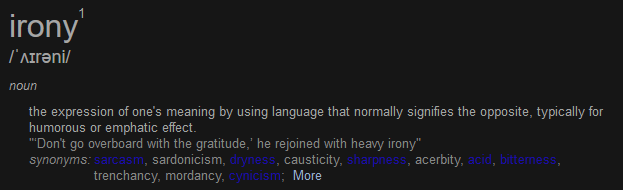 irony1
/ˈʌɪrəni/
noun
the expression of one's meaning by using language that normally signifies the opposite, typically for
humorous or emphatic effect.
"‘Don't go overboard with the gratitude,’ he rejoined with heavy irony"
synonyms: sarcasm, sardonicism, dryness, causticity, sharpness, acerbity, acid, bitterness,
trenchancy, mordancy, cynicism; More